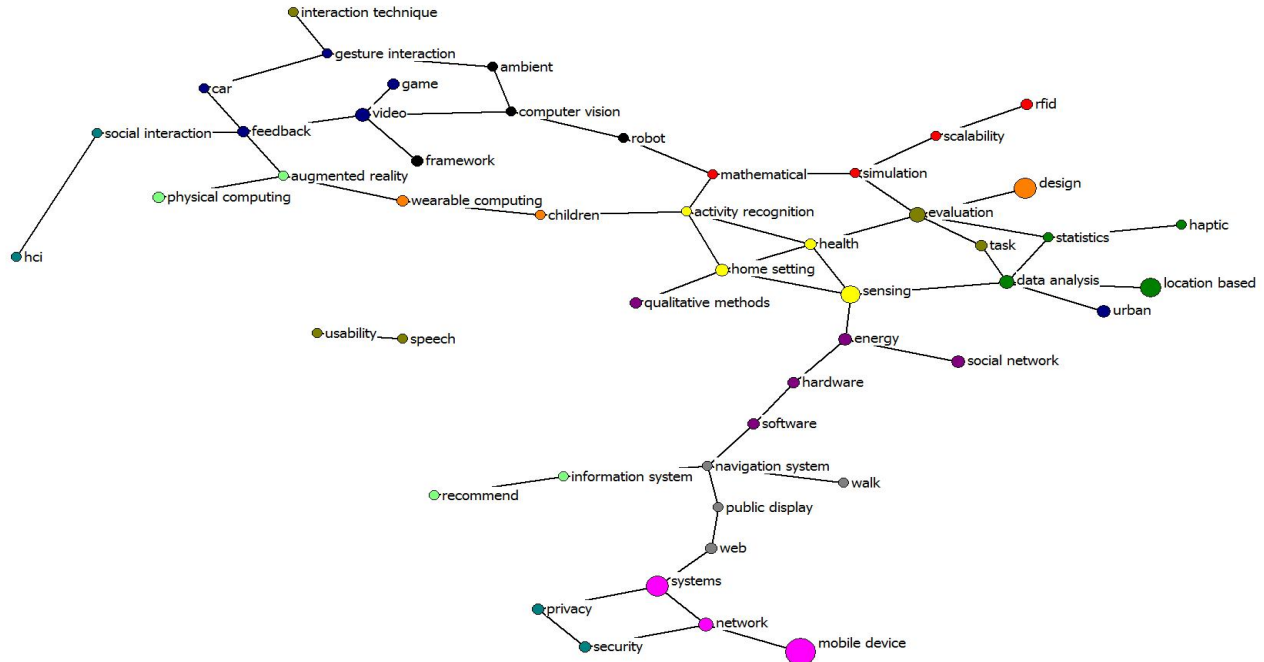 interaction technique
gesture interaction
ambient
car
game
rfid
video
computer vision
social interaction
feedback
robot
scalability
framework
augmented reality
mathematical
simulation
design
physical computing
wearable computing
children
activity recognition
evaluation
haptic
statistics
health
task
hci
home setting
data analysis
location based
sensing
qualitative methods
urban
usability
speech
energy
social network
hardware
software
navigation system
information system
walk
recommend
public display
web
systems
privacy
network
security
mobile device